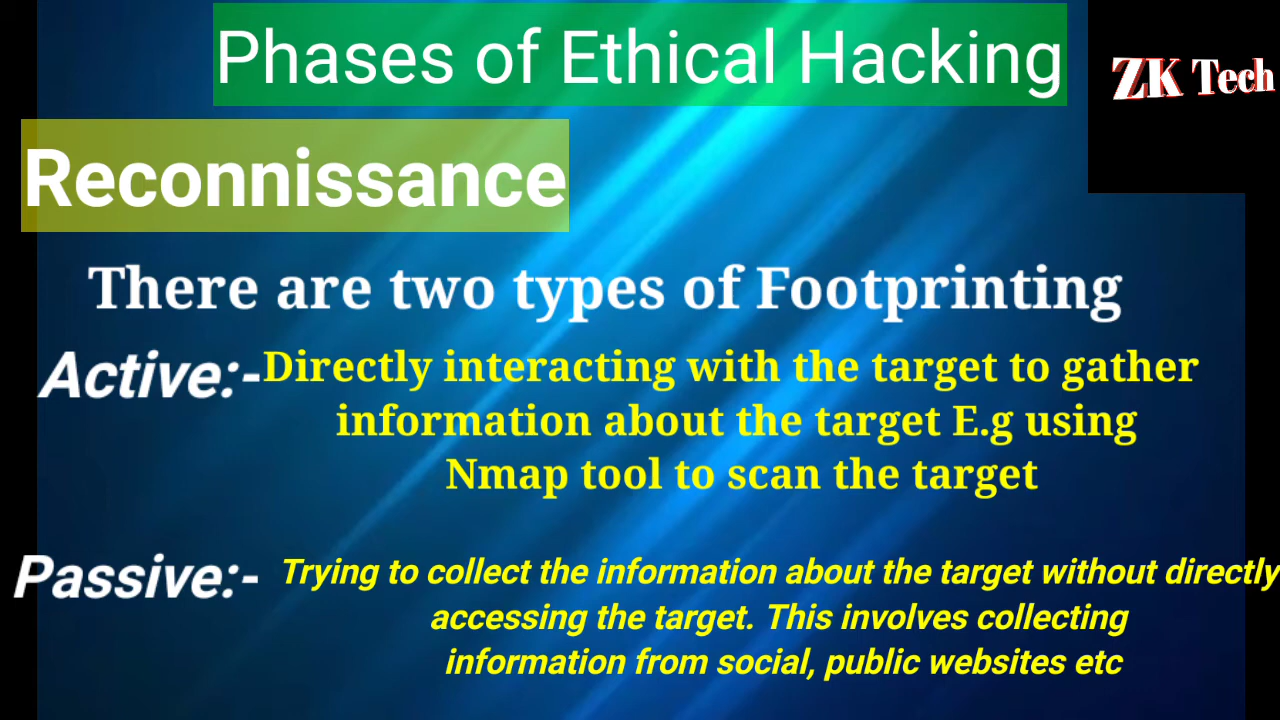 Phases of Ethical Hacking
ZK Tech
Reconnissance
There are two types of Footprinting
Active:- Directly interacting with the target to gather
information about the target E.g using
Nmap tool to scan the target
Passive:- Trying to collect the information about the target without directly
accessing the target. This involves collecting
information from social, public websites etc